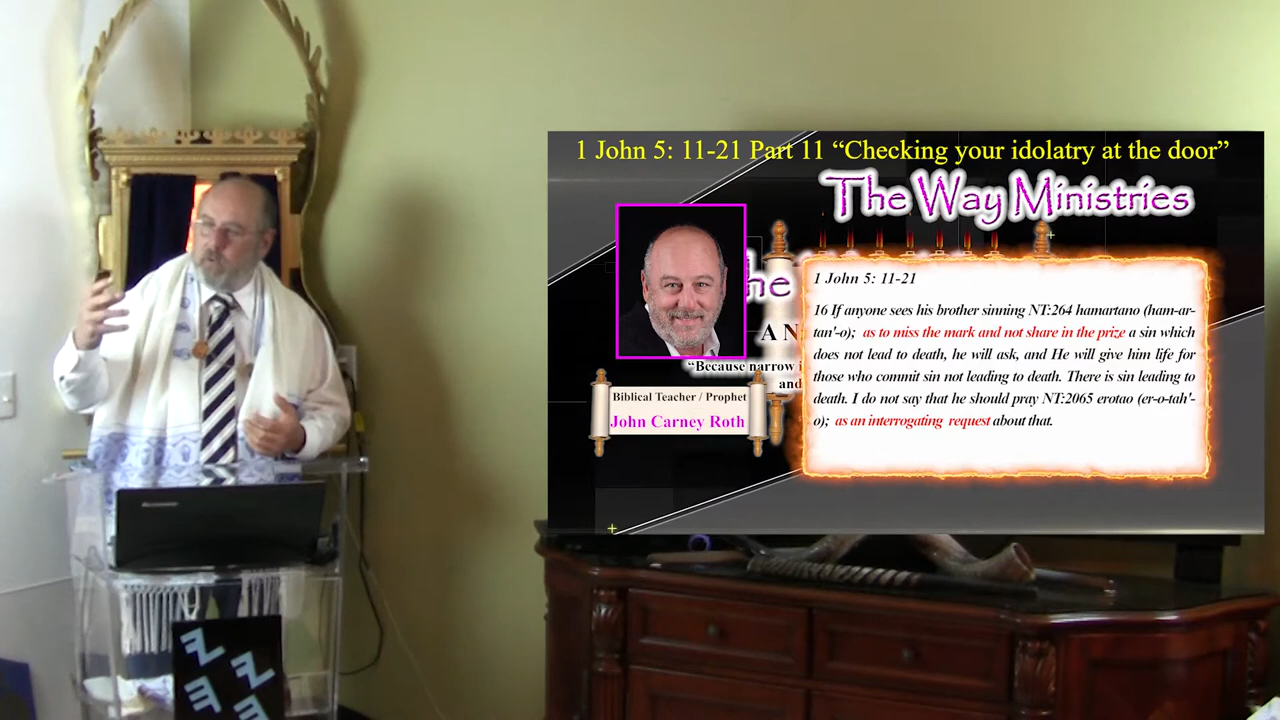 1 John 5: 11-21 Part 11 “Checking your idolatry at the door”
The Way Ministries
he
A N
“Because narrow i
and
Biblical Teacher / Prophet
John Carney Roth
1 John 5: 11-21
16 If anyone sees his brother sinning NT:264 hamartano (ham-ar-
tan'-o); as to miss the mark and not share in the prize a sin which
does not lead to death, he will ask, and He will give him life for
those who commit sin not leading to death. There is sin leading to
death. I do not say that he should pray NT:2065 erotao (er-o-tah'-
o); as an interrogating request about that.